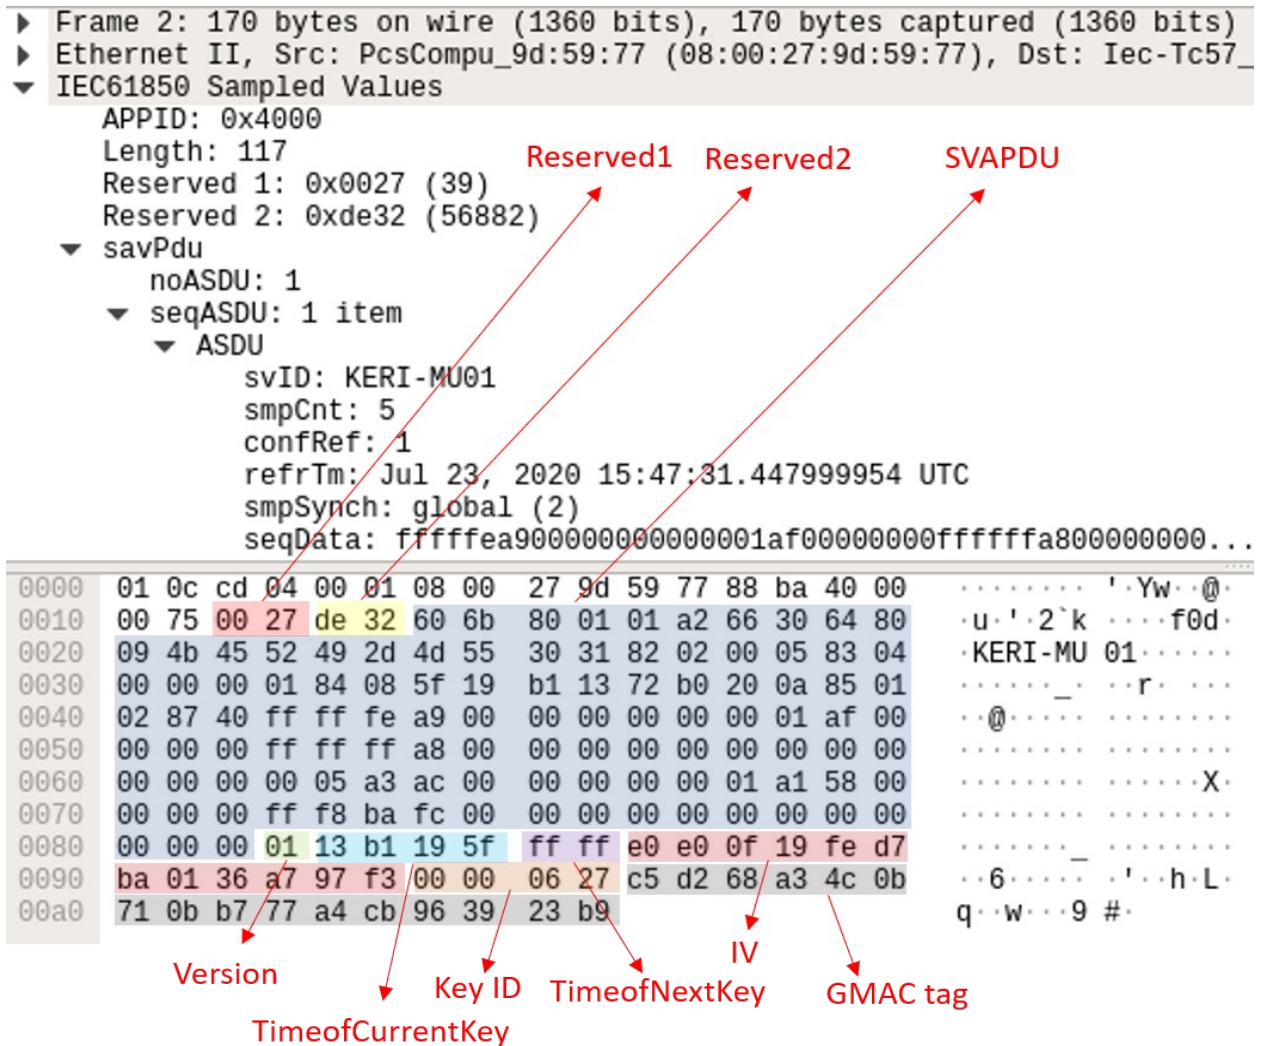 Frame 2: 170 bytes on wire (1360 bits), 170 bytes captured (1360 bits)
Ethernet II, Src: PcsCompu_9d:59:77 (08:00:27:9d:59:77), Dst: Iec-Tc57_
IEC61850 Sampled Values
APPID: 0x4000
Length: 117
Reserved1 Reserved2 SVAPDU
Reserved 1: 0x0027 (39)
Reserved 2: 0xde32 (56882)
savPdu
noASDU: 1
seqASDU: 1 item
ASDU
svID: KERI-MU01
smpCnt: 5
confRef: 1
refrTm: Jul 23, 2020 15:47:31.447999954 UTC
smpSynch: global (2)
seqData: fffffea900000000000001af00000000ffffffa800000000...
0000 01 0c cd 04 00 01 08 00 27 9d 59 77 88 ba 40 00 ········ '·Yw··@·
0010 00 75 00 27 de 32 60 6b 80 01 01 a2 66 30 64 80 ·u·'·2`k ····f0d·
0020 09 4b 45 52 49 2d 4d 55 30 31 82 02 00 05 83 04 ·KERI-MU 01······
0030 00 00 00 01 84 08 5f 19 b1 13 72 b0 20 0a 85 01 ······_· ··r· ···
0040 02 87 40 ff ff fe a9 00 00 00 00 00 00 01 af 00 ··@····· ········
0050 00 00 00 ff ff ff a8 00 00 00 00 00 00 00 00 00 ········ ········
0060 00 00 00 00 05 a3 ac 00 00 00 00 00 01 a1 58 00 ········ ······X·
0070 00 00 00 ff f8 ba fc 00 00 00 00 00 00 00 00 00 ········ ········
0080 00 00 00 01 13 b1 19 5f ff ff e0 e0 0f 19 fe d7 ·······_ ········
0090 ba 01 36 a7 97 f3 00 00 06 27 c5 d2 68 a3 4c 0b ··6····· ·'··h·L·
00a0 71 0b b7 77 a4 cb 96 39 23 b9 q··w···9 #·
Version
TimeofCurrentKey
Key ID
TimeofNextKey
IV
GMAC tag